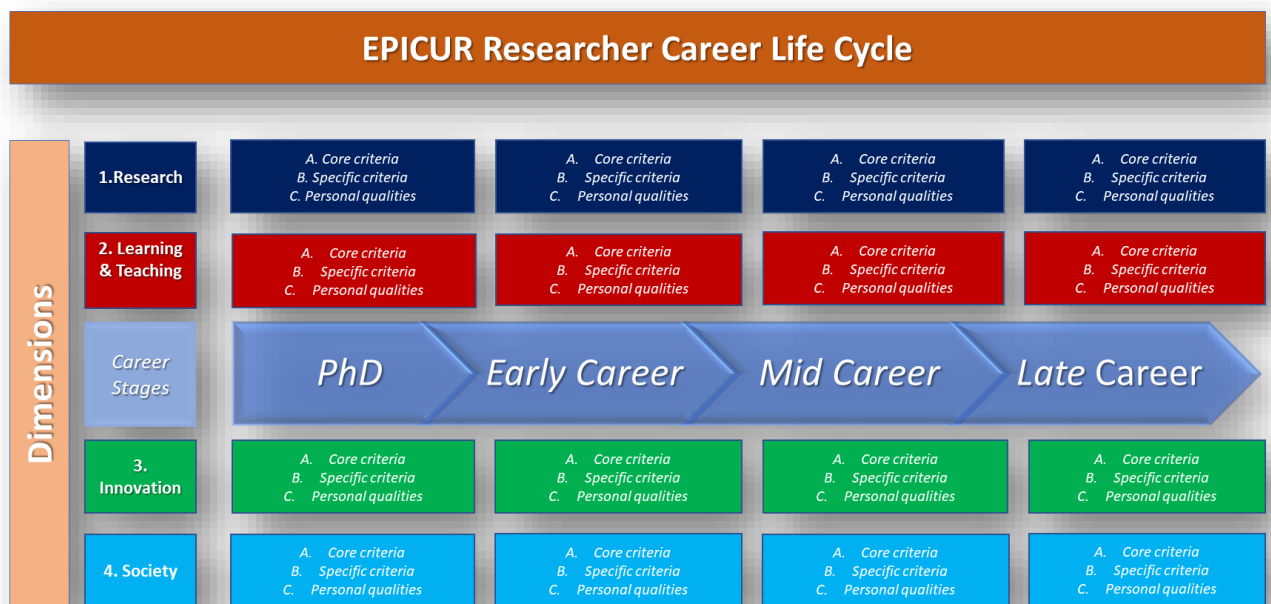 EPICUR Researcher Career Life Cycle
Dimensions
1.Research
A. Core criteria
B. Specific criteria
C. Personal qualities
A. Core criteria
B. Specific criteria
C. Personal qualities
A. Core criteria
B. Specific criteria
C. Personal qualities
A. Core criteria
B. Specific criteria
C. Personal qualities
2. Learning
& Teaching
A. Core criteria
B. Specific criteria
C. Personal qualities
A. Core criteria
B. Specific criteria
C. Personal qualities
A. Core criteria
B. Specific criteria
C. Personal qualities
A. Core criteria
B. Specific criteria
C. Personal qualities
Career
Stages
PhD
Early Career
Mid Career
Late Career
3.
Innovation
A. Core criteria
B. Specific criteria
C. Personal qualities
A. Core criteria
B. Specific criteria
C. Personal qualities
A. Core criteria
B. Specific criteria
C. Personal qualities
A. Core criteria
B. Specific criteria
C. Personal qualities
4. Society
A. Core criteria
B. Specific criteria
C. Personal qualities
A. Core criteria
B. Specific criteria
C. Personal qualities
A. Core criteria
B. Specific criteria
C. Personal qualities
A. Core criteria
B. Specific criteria
C. Personal qualities